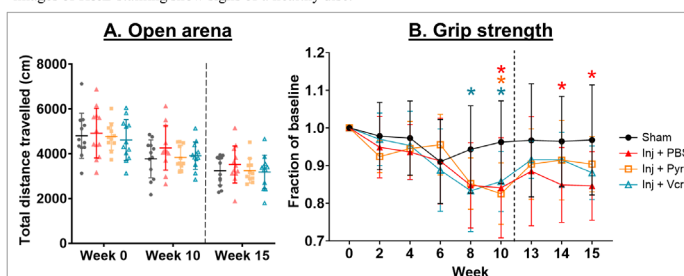 A. Open arena
B. Grip strength
Total distance travelled (cm)
8000
6000
4000
2000
0
Week 0
Week 10
Week 15
Fraction of baseline
1.2
1.1
1.0
0.9
0.8
0.7
*
*
*
*
*
*
0
2
4
6
8
10
13
14
15
Week
Sham
Inj + PBS
Inj + Pyr
Inj + Vcr